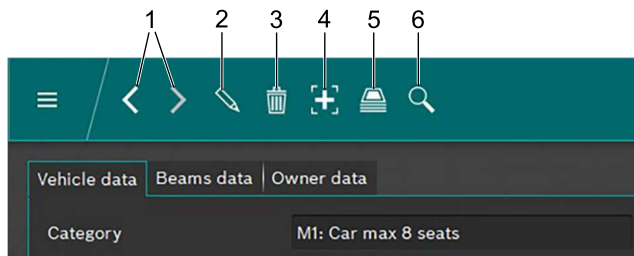 1 2 3 4 5 6
Vehicle data Beams data Owner data
Category M1: Car max 8 seats